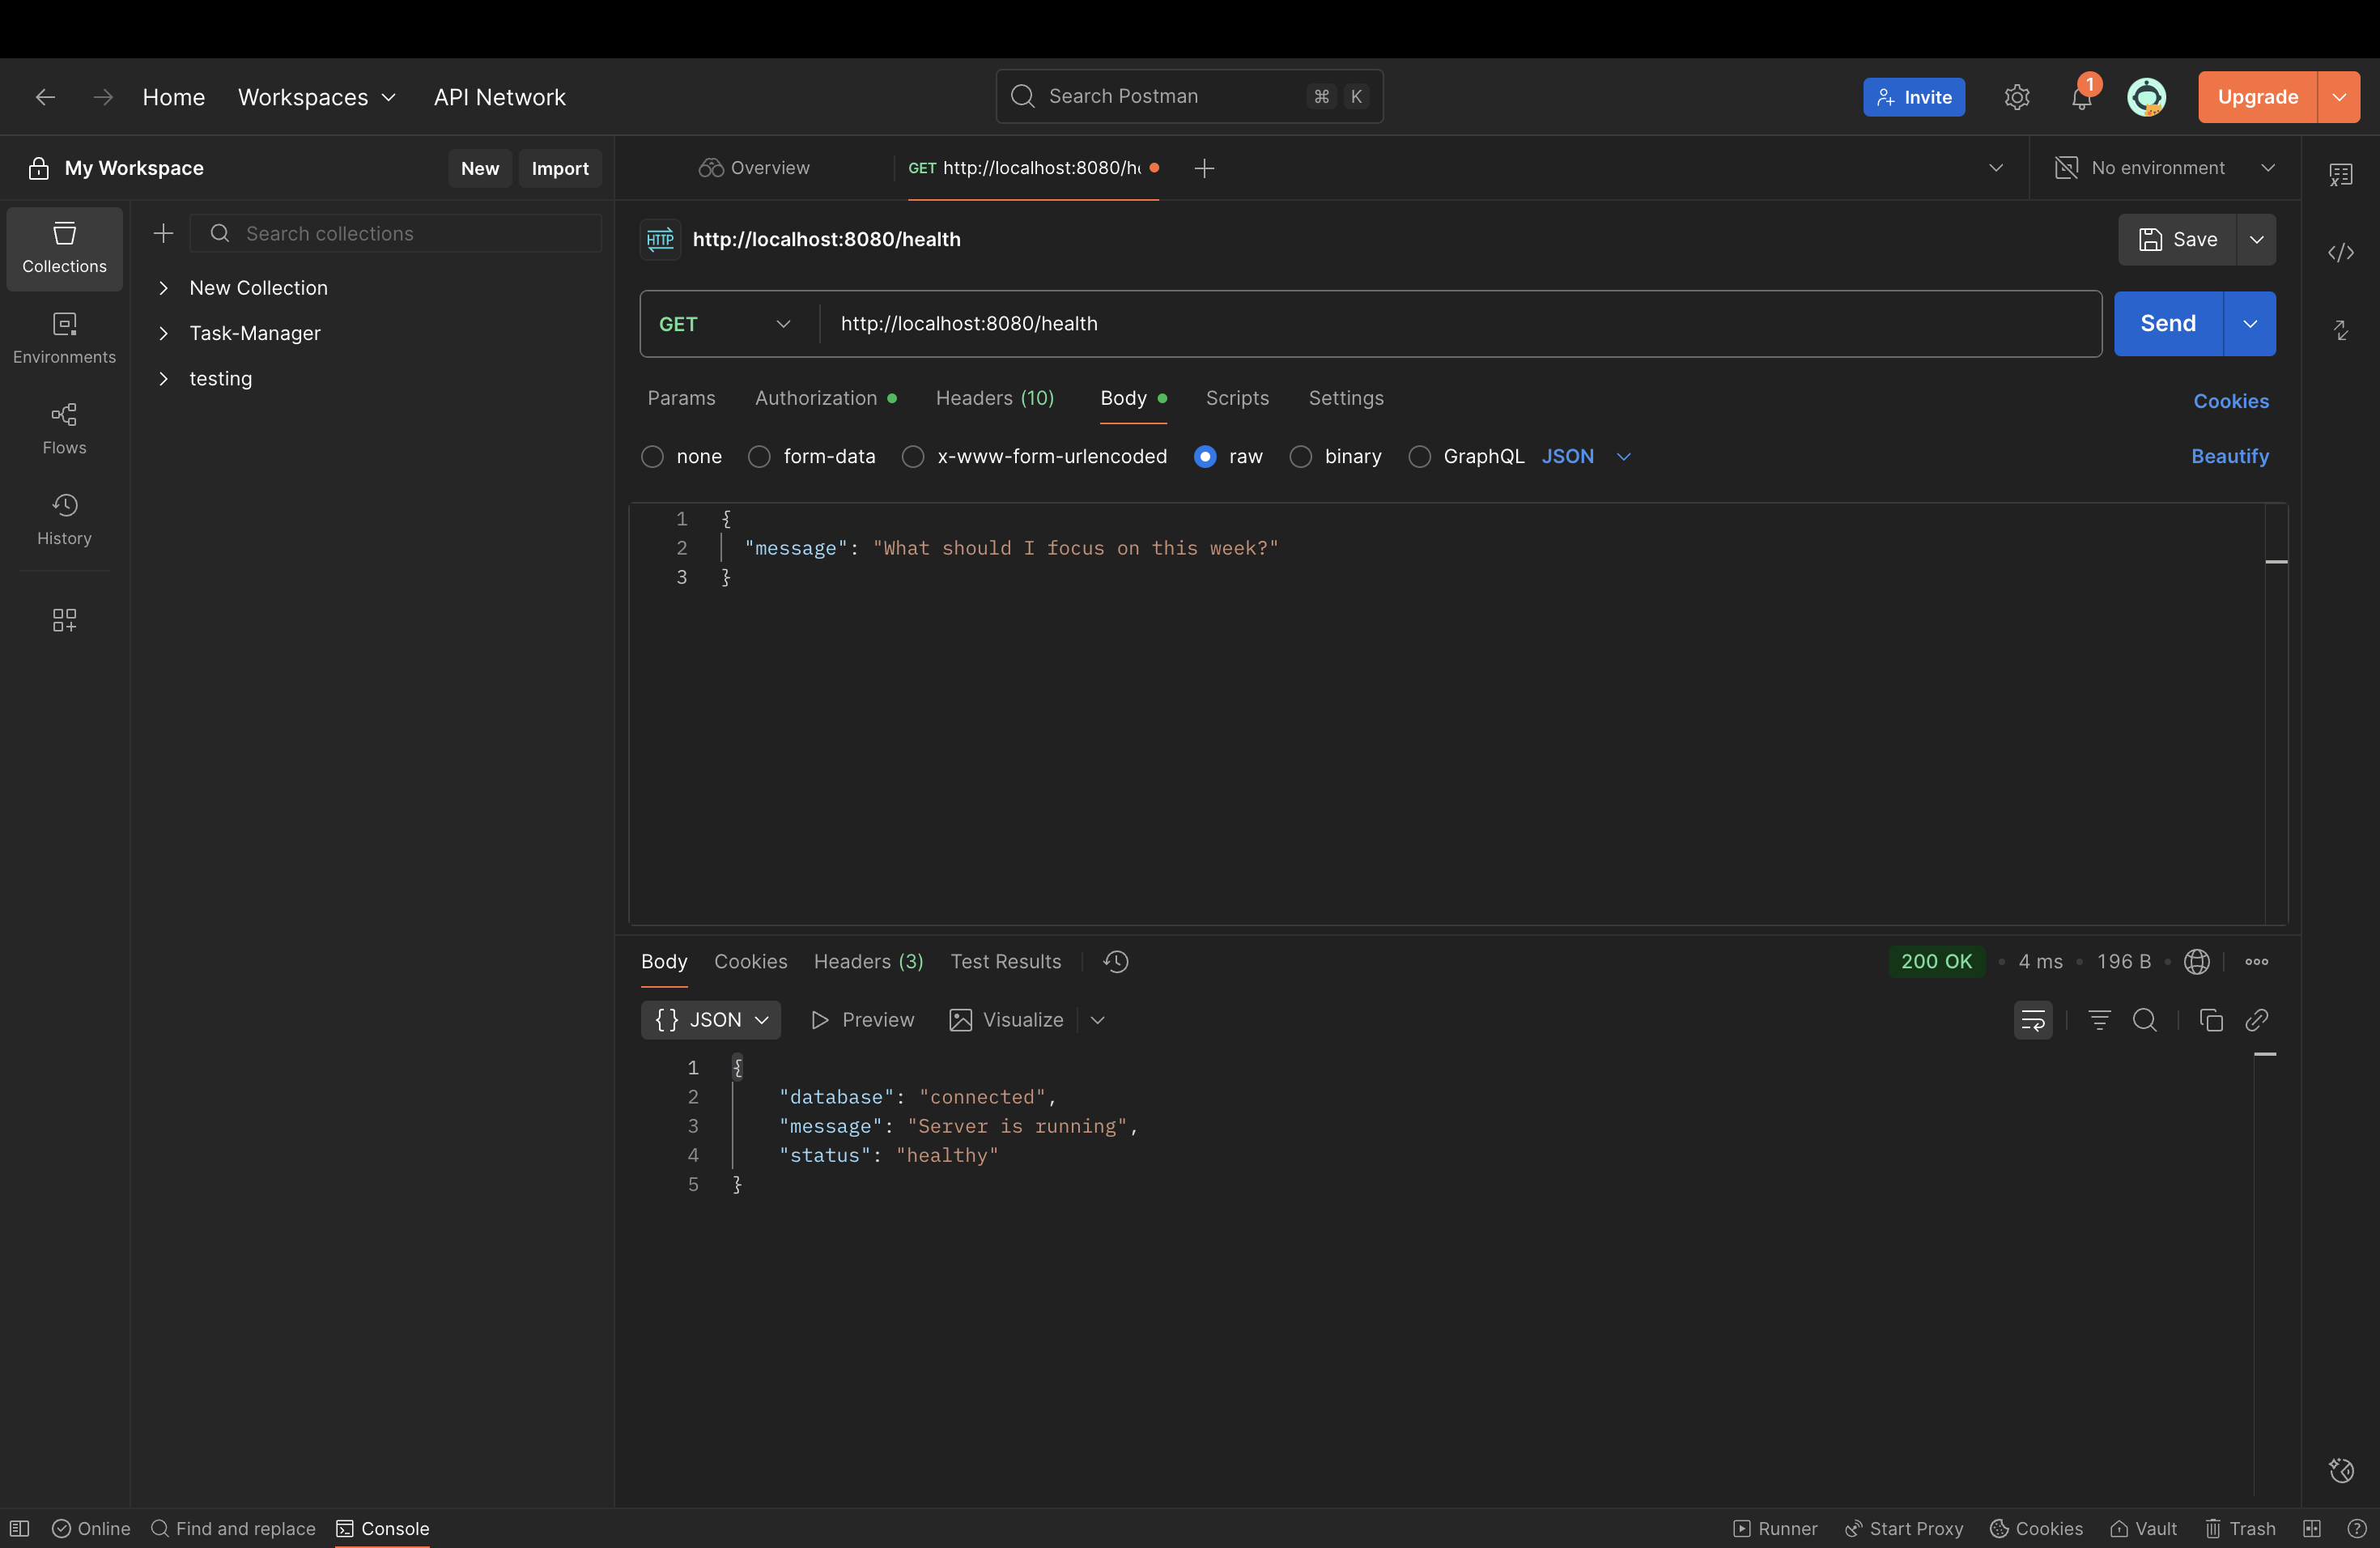 Home Workspaces API Network Search Postman ⌘ K Invite 1 Upgrade
My Workspace New Import Overview GET http://localhost:8080/he No environment
Collections Search collections HTTP http://localhost:8080/health Save
New Collection
Task-Manager
testing
Environments
Flows
History
GET http://localhost:8080/health Send
Params Authorization Headers (10) Body Scripts Settings Cookies
none form-data x-www-form-urlencoded raw binary GraphQL JSON Beautify
1 {
2 "message": "What should I focus on this week?"
3 }
Body Cookies Headers (3) Test Results 200 OK 4 ms 196 B
{ } JSON Preview Visualize
1 {
2 "database": "connected",
3 "message": "Server is running",
4 "status": "healthy"
5 }
Online Find and replace Console Runner Start Proxy Cookies Vault Trash